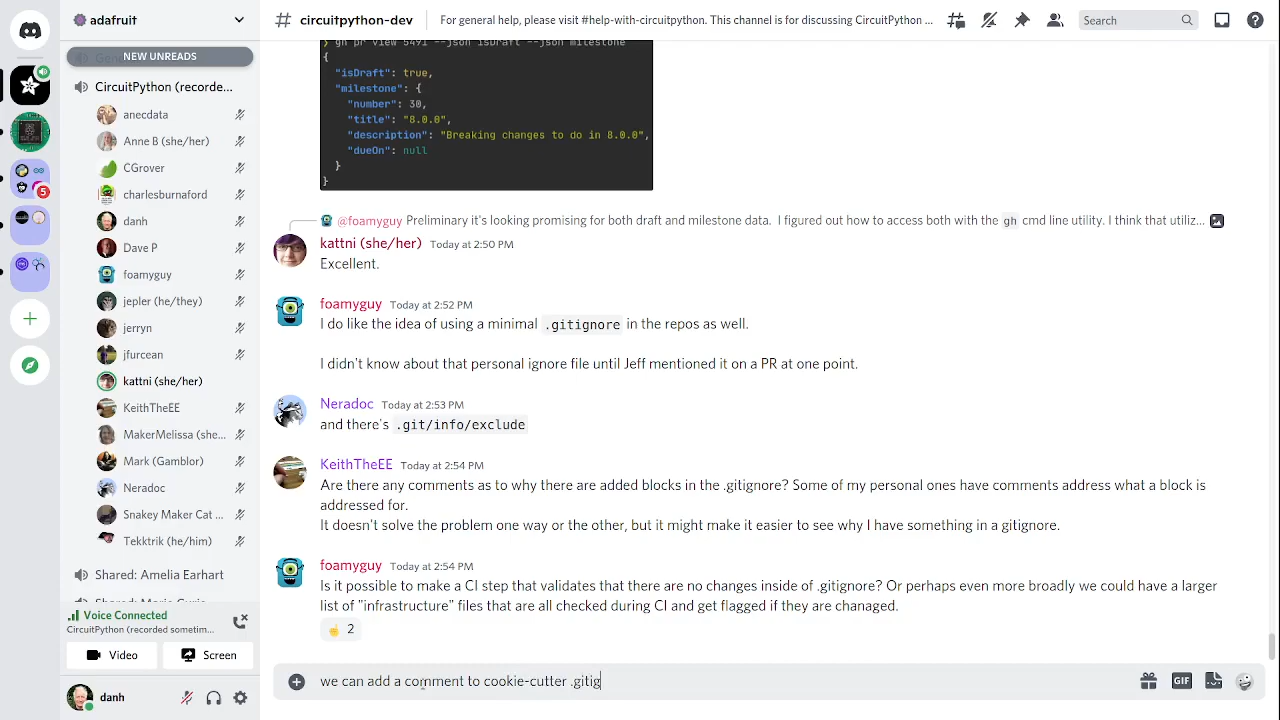 adafruit
# circuitpython-dev
For general help, please visit #help-with-circuitpython. This channel is for discussing CircuitPython ...
Search
NEW UNREADS
CircuitPython (recorde...
anecdata
Anne B (she/her)
CGrover
charlesburnaford
danh
Dave P
foamyguy
jepler (he/they)
jerryn
jfurcean
kattni (she/her)
KeithTheEE
MakerMelissa (she...
Mark (Gamblor)
Neradoc
Snakey Maker Cat ...
Tekktrik (he/him)
Shared: Amelia Earhart
Voice Connected
CircuitPython (recorded sometim...
Video
Screen
danh
5
> gh pr view 5491 --json isDraft --json milestone
{
"isDraft": true,
"milestone": {
"number": 30,
"title": "8.0.0",
"description": "Breaking changes to do in 8.0.0",
"dueOn": null
}
}
@foamyguy Preliminary it's looking promising for both draft and milestone data. I figured out how to access both with the gh cmd line utility. I think that utiliz...
kattni (she/her) Today at 2:50 PM
Excellent.
foamyguy Today at 2:52 PM
I do like the idea of using a minimal .gitignore in the repos as well.
I didn't know about that personal ignore file until Jeff mentioned it on a PR at one point.
Neradoc Today at 2:53 PM
and there's .git/info/exclude
KeithTheEE Today at 2:54 PM
Are there any comments as to why there are added blocks in the .gitignore? Some of my personal ones have comments address what a block is
addressed for.
It doesn't solve the problem one way or the other, but it might make it easier to see why I have something in a gitignore.
foamyguy Today at 2:54 PM
Is it possible to make a CI step that validates that there are no changes inside of .gitignore? Or perhaps even more broadly we could have a larger
list of "infrastructure" files that are all checked during CI and get flagged if they are chanaged.
2
we can add a comment to cookie-cutter .gitig
GIF